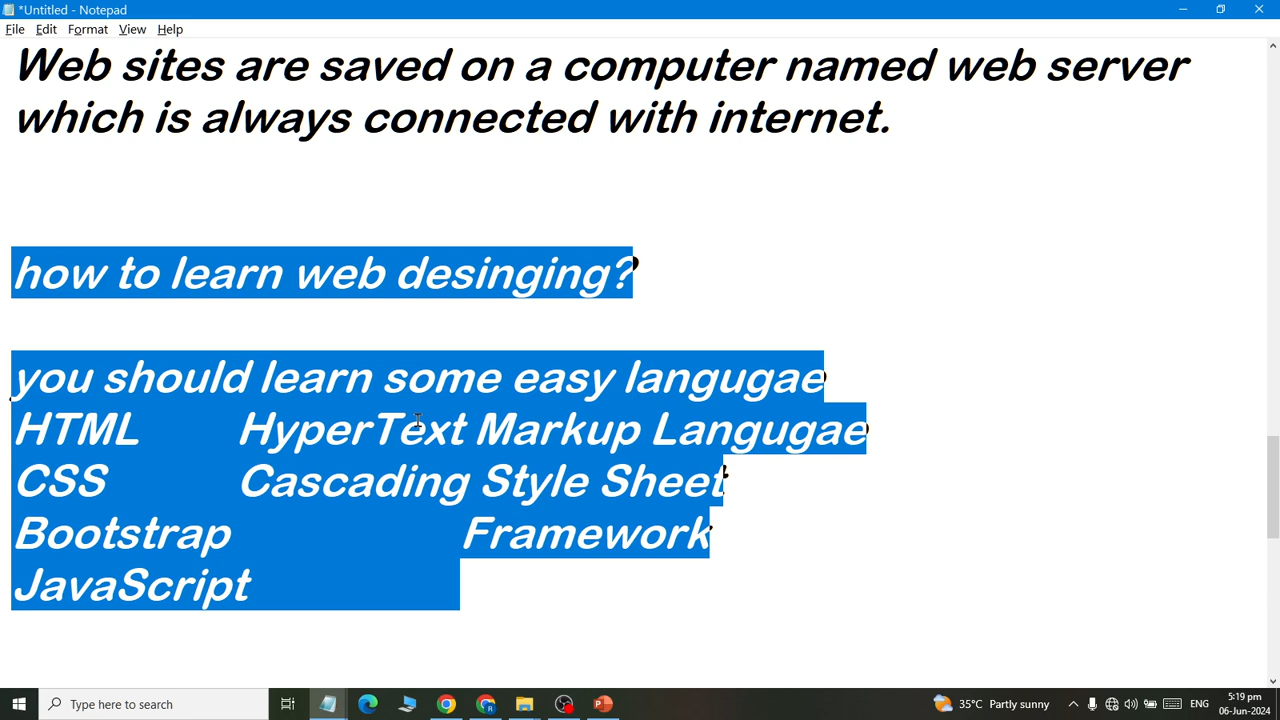 *Untitled - Notepad
File Edit Format View Help
Web sites are saved on a computer named web server
which is always connected with internet.
how to learn web desinging?
you should learn some easy langugae
HTML HyperText Markup Langugae
CSS Cascading Style Sheet
Bootstrap Framework
JavaScript
Type here to search
35°C Partly sunny
ENG
5:19 pm
06-Jun-2024